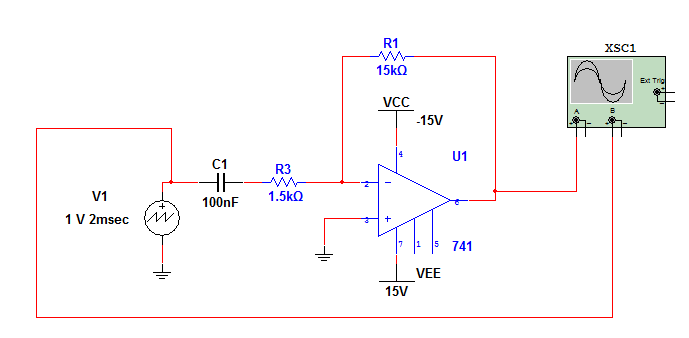 XSC1
R1
15kΩ
Ext Trig
+
-
A
B
+ - + -
VCC
-15V
U1
4
C1
R3
100nF
1.5kΩ
V1
1 V 2msec
+
2
-
6
3
+
7
1
5
741
VEE
15V